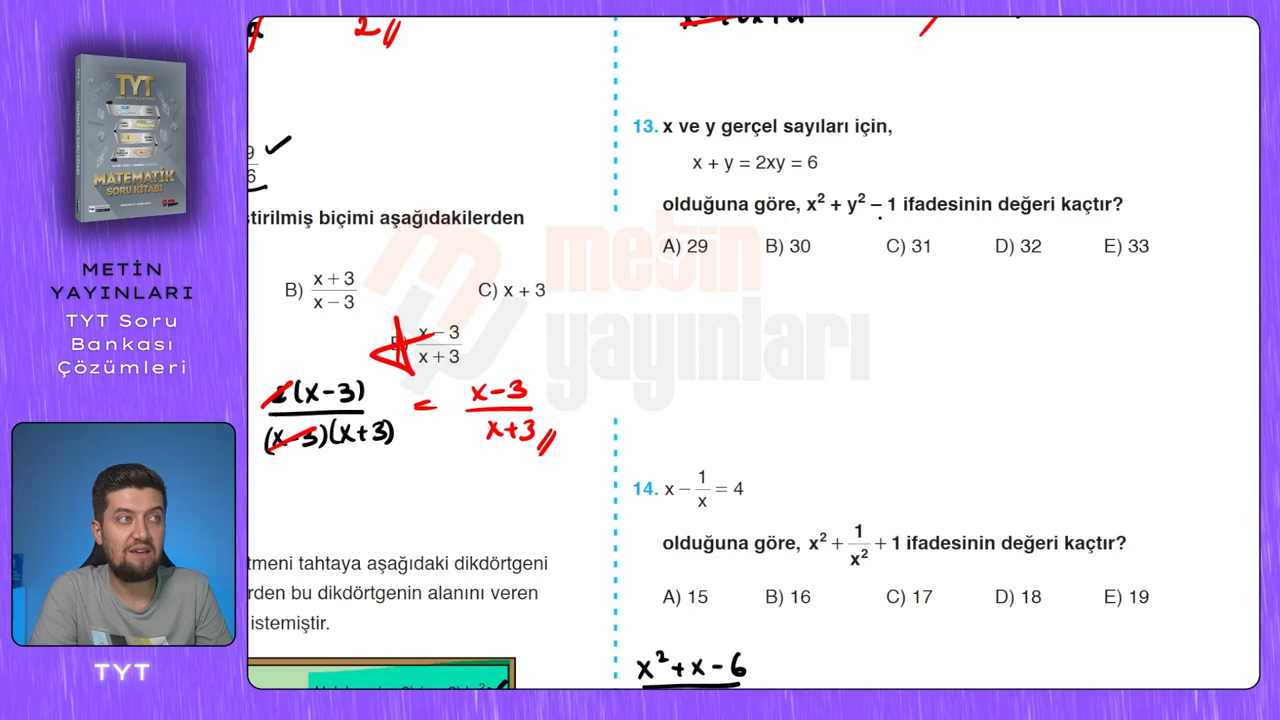 TYT
MATEMATİK
SORU KİTABI
METİN
YAYINLARI
TYT Soru
Bankası
Çözümleri
TYT
2
9
6
ştirilmiş biçimi aşağıdakilerden
B) x + 3 / x − 3
C) x + 3
x − 3 / x + 3
2(x-3) / (x-3)(x+3) = x-3 / x+3
tmeni tahtaya aşağıdaki dikdörtgeni
rden bu dikdörtgenin alanını veren
istemiştir.
13. x ve y gerçel sayıları için,
x + y = 2xy = 6
olduğuna göre, x² + y² − 1 ifadesinin değeri kaçtır?
A) 29 B) 30 C) 31 D) 32 E) 33
metin
yayınları
14. x − 1/x = 4
olduğuna göre, x² + 1/x² + 1 ifadesinin değeri kaçtır?
A) 15 B) 16 C) 17 D) 18 E) 19
x² + x - 6